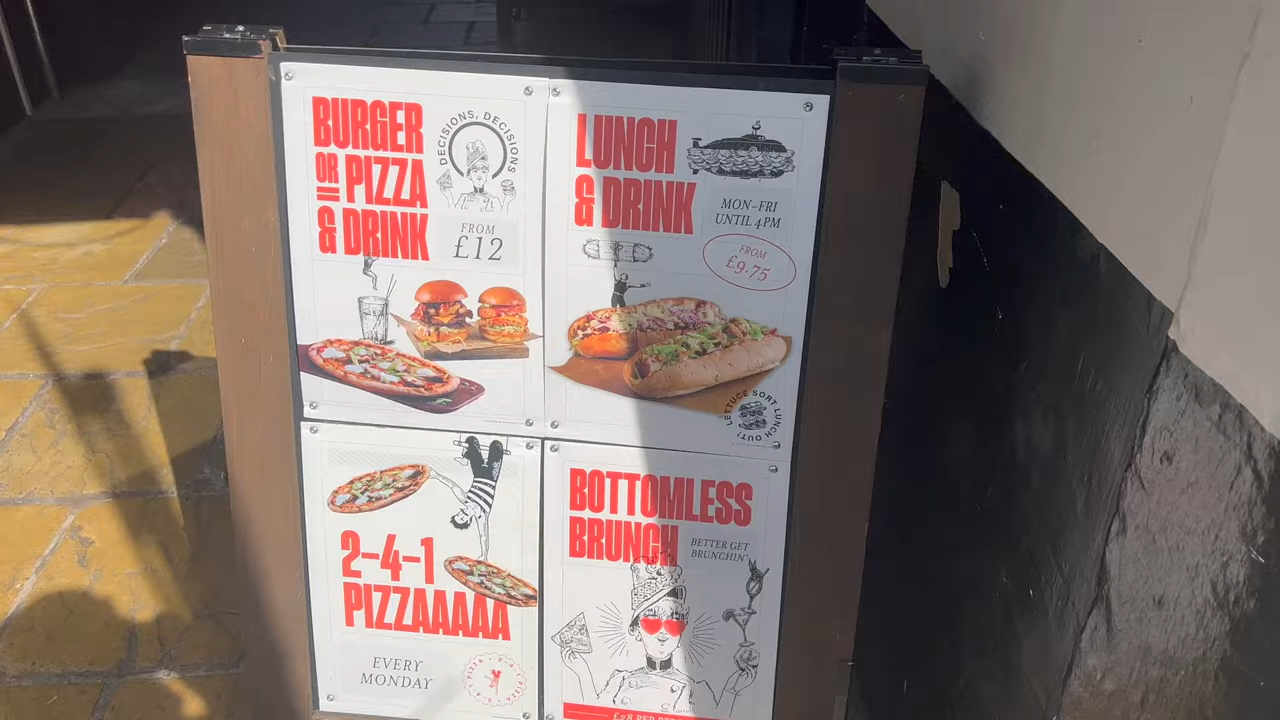 BURGER
OR PIZZA
& DRINK
DECISIONS, DECISIONS
FROM
£12
LUNCH
& DRINK
MON-FRI
UNTIL 4PM
FROM
£9.75
LETTUCE SORT LUNCH OUT!
2-4-1
PIZZAAAAA
EVERY
MONDAY
BOTTOMLESS
BRUNCH
BETTER GET
BRUNCHIN'